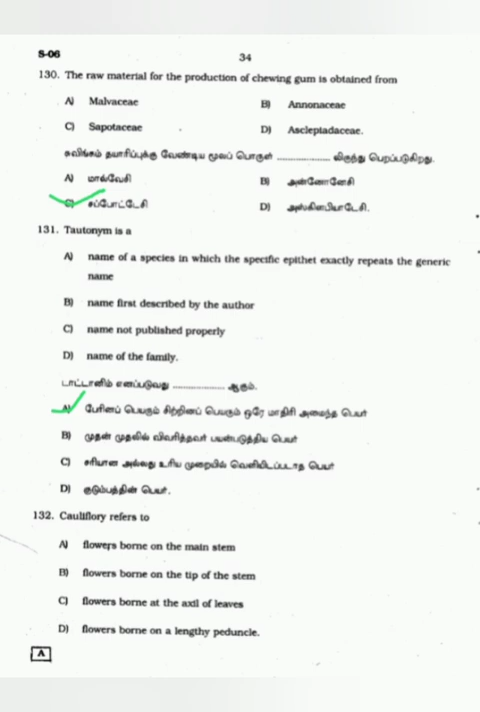 S-06
34
130. The raw material for the production of chewing gum is obtained from
A) Malvaceae B) Annonaceae
C) Sapotaceae D) Asclepiadaceae.
சுவிங்கம் தயாரிப்புக்கு வேண்டிய மூலப் பொருள் .................. லிருந்து பெறப்படுகிறது.
A) மால்வேசி B) அன்னோனேசி
C) சப்போட்டேசி D) அஸ்கிளபியாடேசி.
131. Tautonym is a
A) name of a species in which the specific epithet exactly repeats the generic
name
B) name first described by the author
C) name not published properly
D) name of the family.
டாட்டானிம் எனப்படுவது .................. ஆகும்.
A) பேரினப் பெயரும் சிற்றினப் பெயரும் ஒரே மாதிரி அமைந்த பெயர்
B) முதன் முதலில் விவரித்தவர் பயன்படுத்திய பெயர்
C) சரியான அல்லது உரிய முறையில் வெளியிடப்படாத பெயர்
D) குடும்பத்தின் பெயர்.
132. Cauliflory refers to
A) flowers borne on the main stem
B) flowers borne on the tip of the stem
C) flowers borne at the axil of leaves
D) flowers borne on a lengthy peduncle.
A